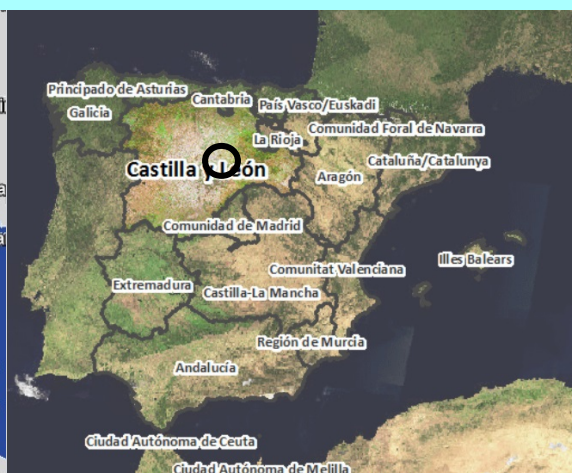 Principado de Asturias
Cantabria
País Vasco/Euskadi
Galicia
Comunidad Foral de Navarra
La Rioja
Cataluña/Catalunya
Castilla y León
Aragón
Comunidad de Madrid
Illes Balears
Comunitat Valenciana
Extremadura
Castilla-La Mancha
Región de Murcia
Andalucía
Ciudad Autónoma de Ceuta
Ciudad Autónoma de Melilla